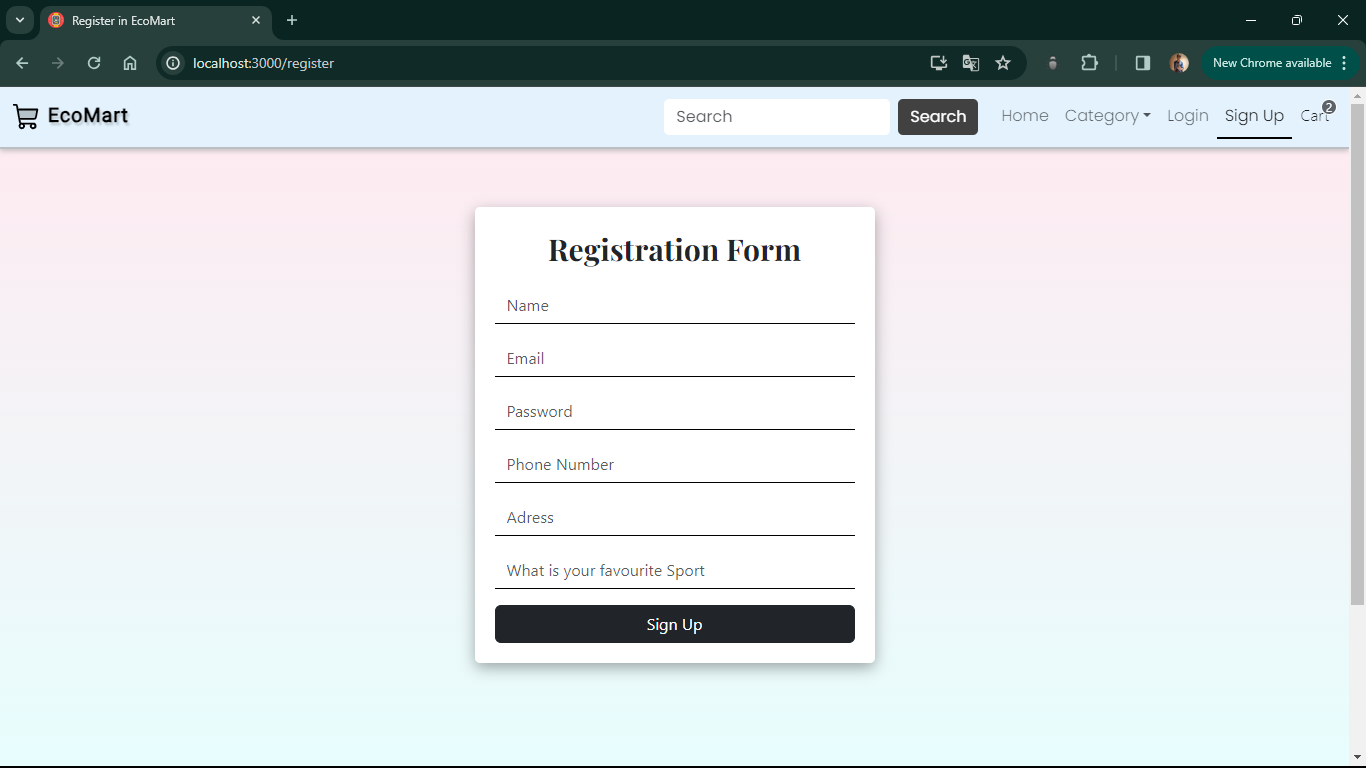 Register in EcoMart
localhost:3000/register
New Chrome available
EcoMart
Search
Search
Home
Category
Login
Sign Up
Cart
2
Registration Form
Name
Email
Password
Phone Number
Adress
What is your favourite Sport
Sign Up